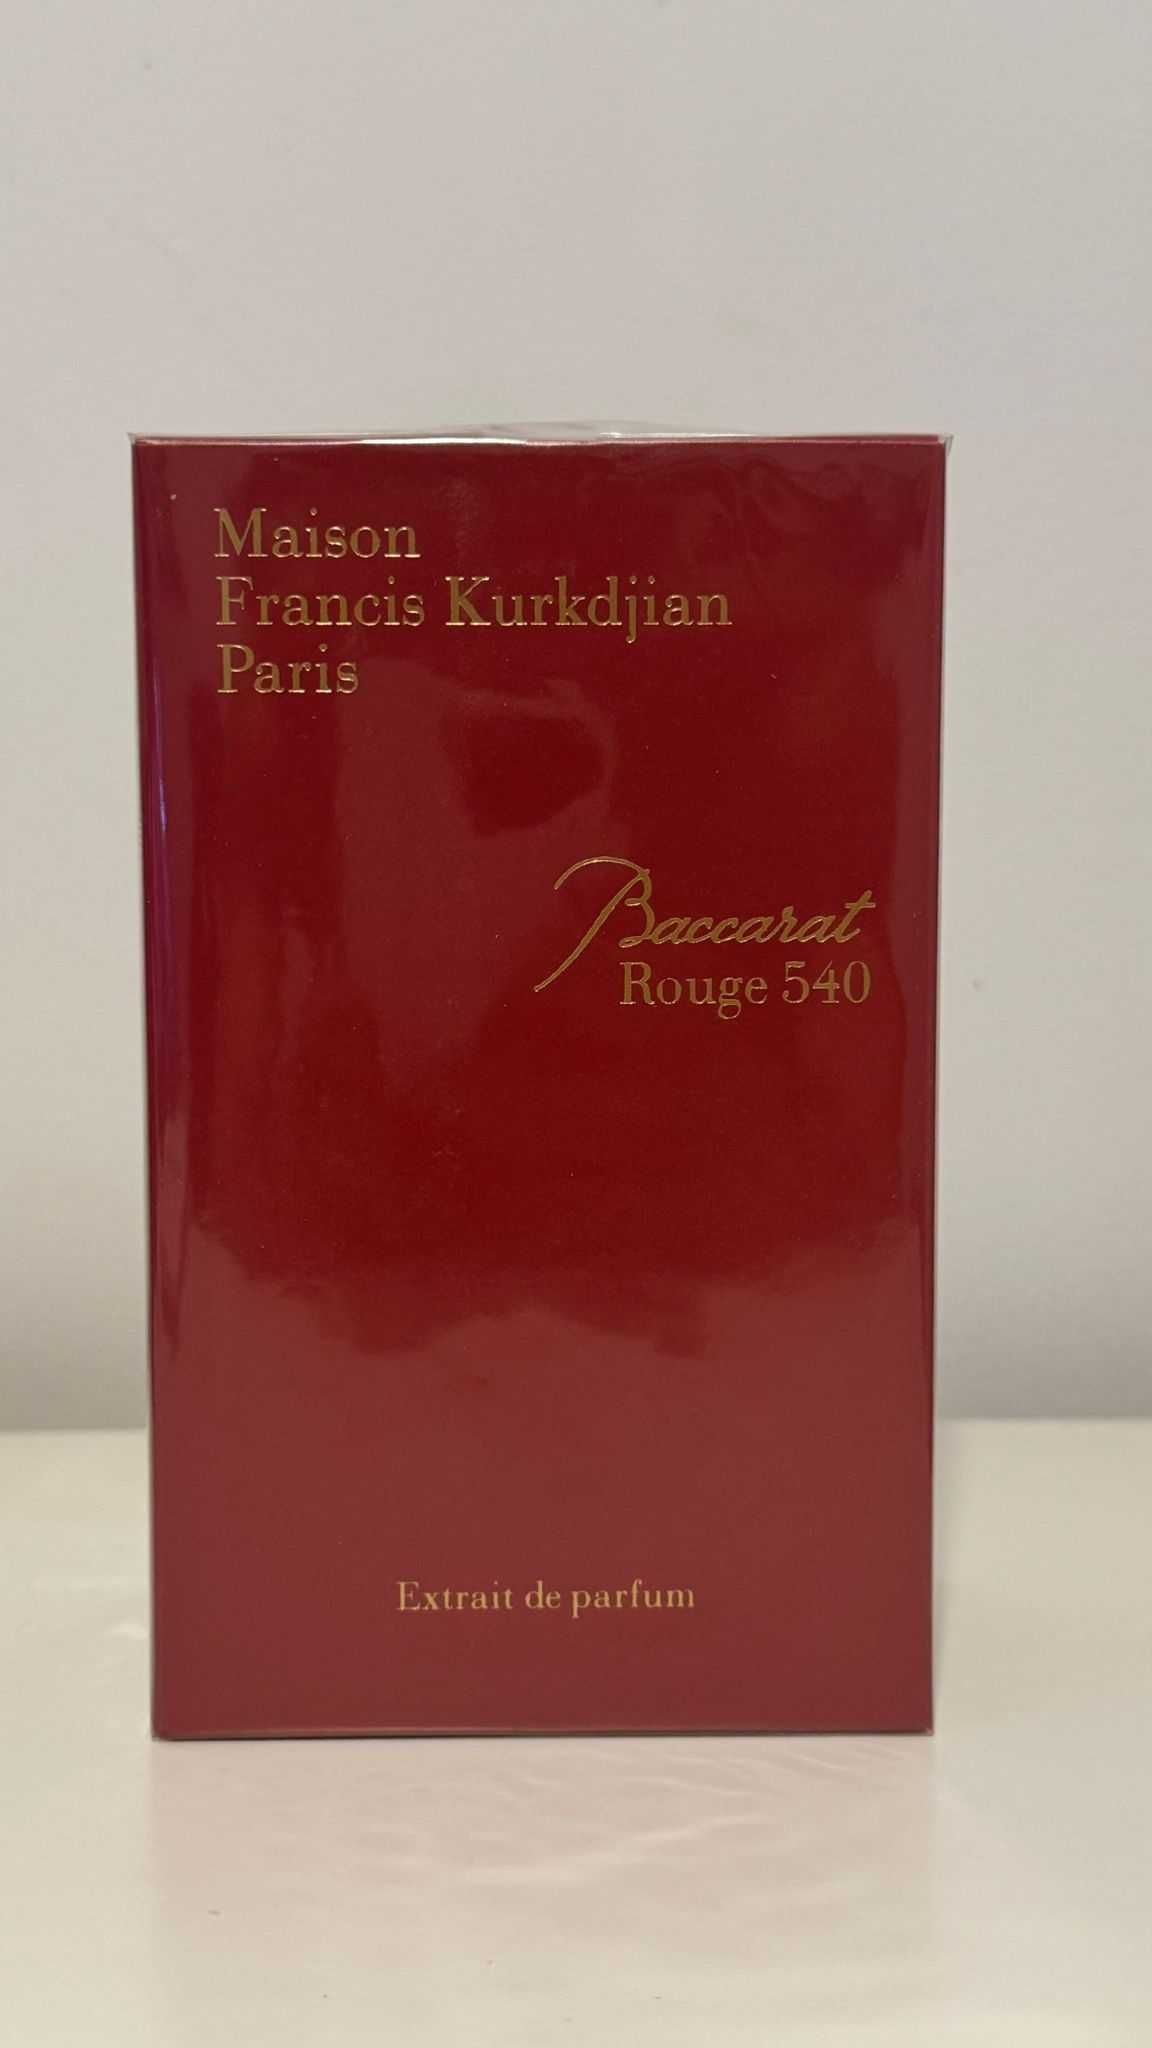 Maison
Francis Kurkdjian
Paris
Baccarat
Rouge 540
Extrait de parfum